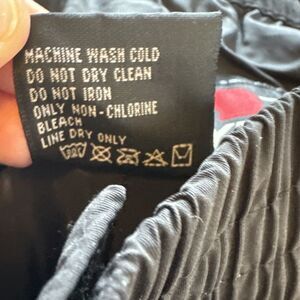 MACHINE WASH COLD
DO NOT DRY CLEAN
DO NOT IRON
ONLY NON-CHLORINE
BLEACH
LINE DRY ONLY